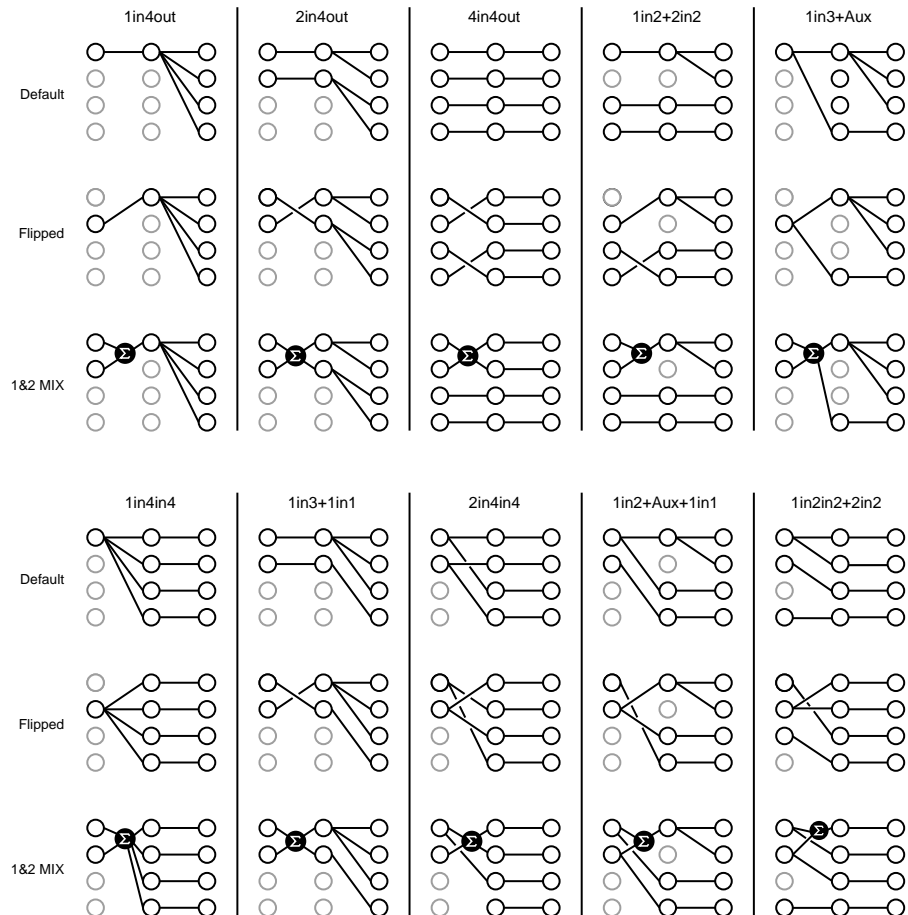 1in4out 2in4out 4in4out 1in2+2in2 1in3+Aux
Default
Flipped
Σ Σ Σ Σ Σ
1&2 MIX
1in4in4 1in3+1in1 2in4in4 1in2+Aux+1in1 1in2in2+2in2
Default
Flipped
Σ Σ Σ Σ Σ
1&2 MIX